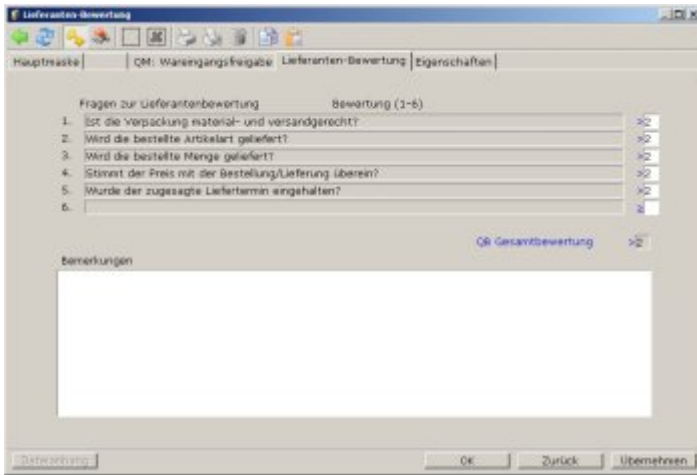 Lieferanten-Bewertung
Hauptmaske QM: Wareingangsfreigabe Lieferanten-Bewertung Eigenschaften
Fragen zur Lieferantenbewertung Bewertung (1-6)
1. Ist die Verpackung material- und versandgerecht? >2
2. Wird die bestellte Artikelart geliefert? >2
3. Wird die bestellte Menge geliefert? >2
4. Stimmt der Preis mit der Bestellung/Lieferung überein? >2
5. Wurde der zugesagte Liefertermin eingehalten? >2
6. ≥
QB Gesamtbewertung >2
Bemerkungen
Dateianhang OK Zurück Übernehmen